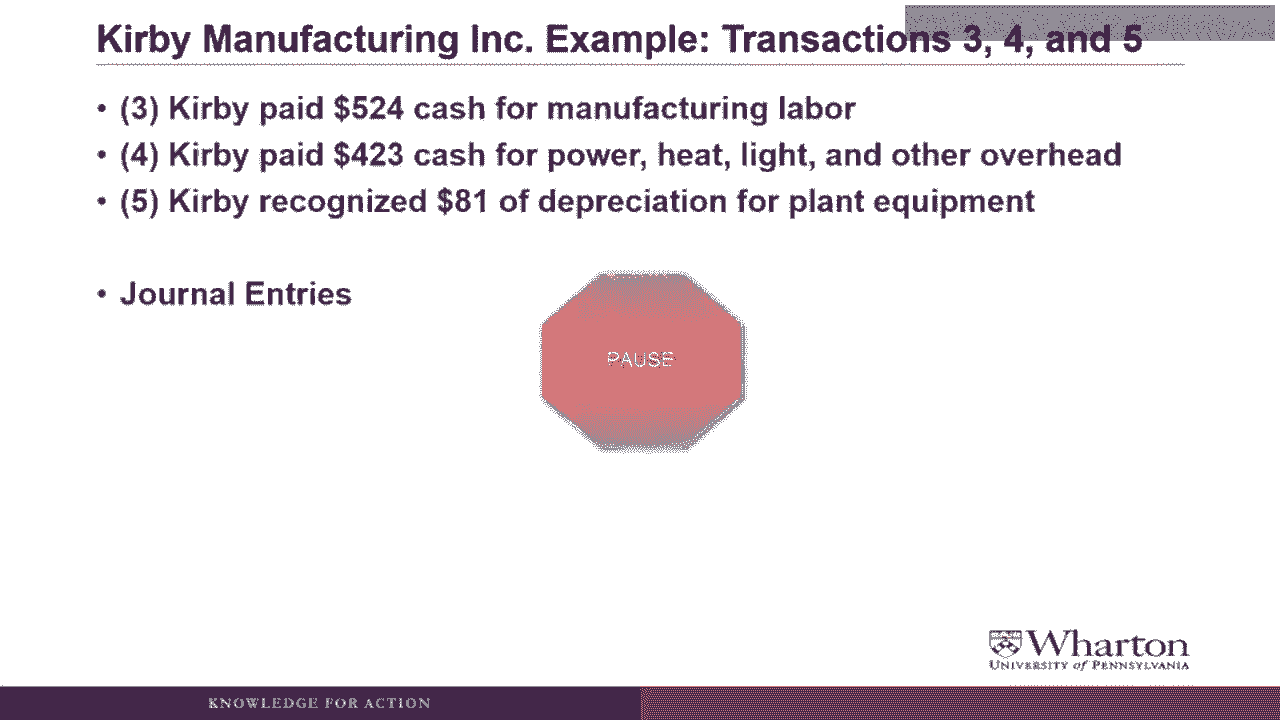 Kirby Manufacturing Inc. Example: Transactions 3, 4, and 5
• (3) Kirby paid $524 cash for manufacturing labor
• (4) Kirby paid $423 cash for power, heat, light, and other overhead
• (5) Kirby recognized $81 of depreciation for plant equipment
• Journal Entries
PAUSE
Wharton
UNIVERSITY of PENNSYLVANIA
KNOWLEDGE FOR ACTION